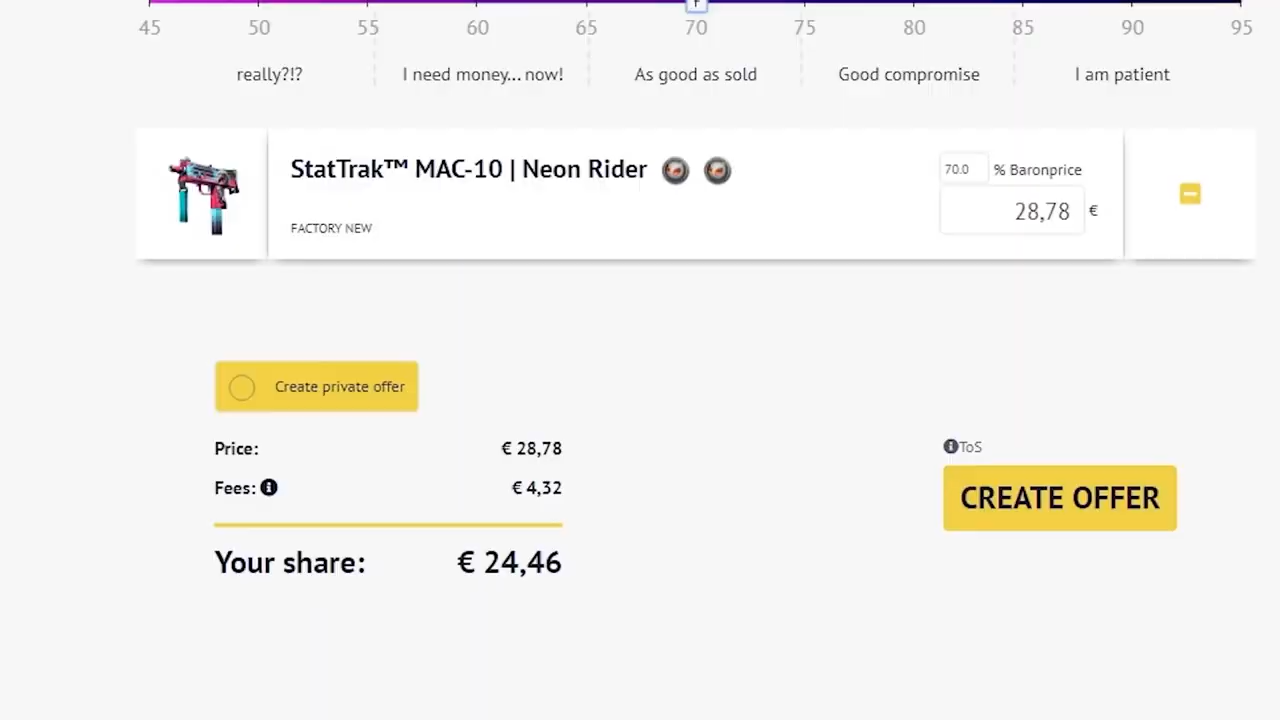 45 50 55 60 65 70 75 80 85 90 95
really?!? I need money... now! As good as sold Good compromise I am patient
StatTrak™ MAC-10 | Neon Rider
70.0 % Baronprice
28,78 €
FACTORY NEW
Create private offer
Price: € 28,78
Fees: € 4,32
Your share: € 24,46
ToS
CREATE OFFER